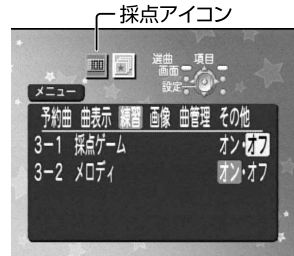 採点アイコン
100
選曲 項目
画面
設定
メニュー
予約曲 曲表示 練習 画像 曲管理 その他
3-1 採点ゲーム オン・オフ
3-2 メロディ オン・オフ